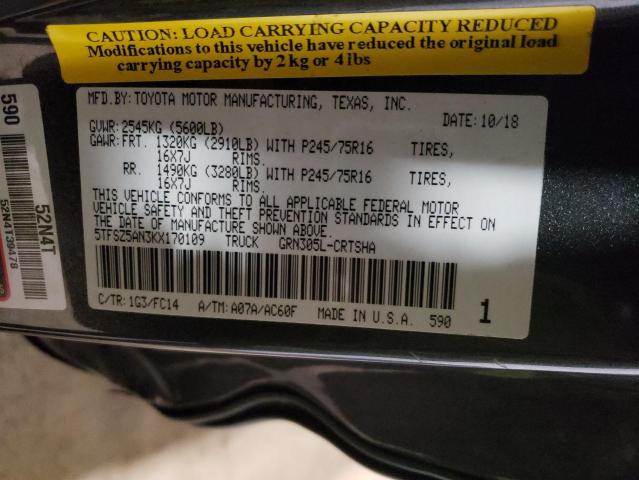 CAUTION: LOAD CARRYING CAPACITY REDUCED
Modifications to this vehicle have reduced the original load
carrying capacity by 2 kg or 4 lbs
MFD.BY: TOYOTA MOTOR MANUFACTURING, TEXAS, INC.
GVWR: 2545KG (5600LB) DATE: 10/18
GAWR: FRT. 1320KG (2910LB) WITH P245/75R16 TIRES,
16X7J RIMS.
RR. 1490KG (3280LB) WITH P245/75R16 TIRES,
16X7J RIMS.
THIS VEHICLE CONFORMS TO ALL APPLICABLE FEDERAL MOTOR
VEHICLE SAFETY AND THEFT PREVENTION STANDARDS IN EFFECT ON
THE DATE OF MANUFACTURE SHOWN ABOVE.
5TFSZ5AN3KX170109 TRUCK GRN305L-CRTSHA
C/TR: 1G3/FC14 A/TM: A07A/AC60F MADE IN U.S.A. 590 1
590
52N4T
52N4T39478